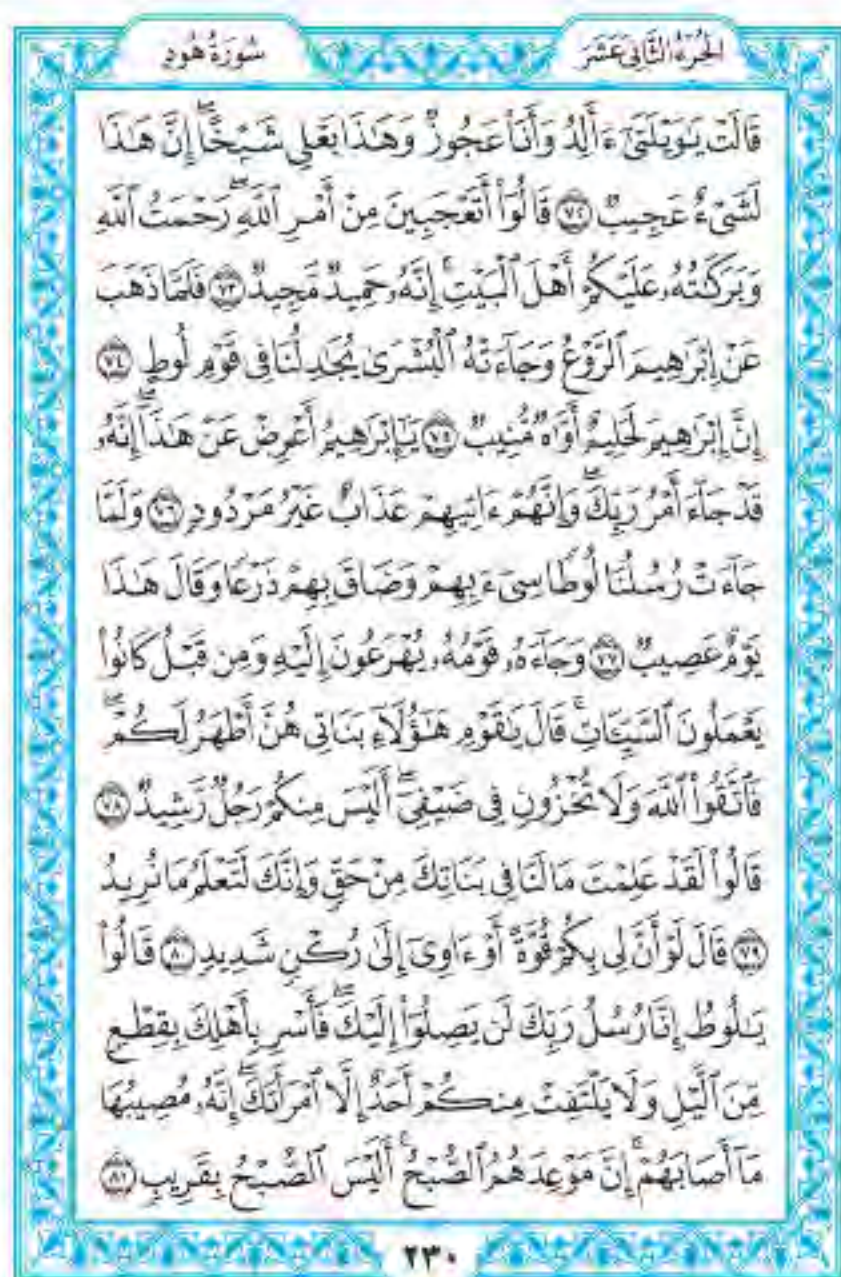 الجزء الثاني عشر
سورة هود
قَالَتْ يَٰوَيْلَتَىٰٓ ءَأَلِدُ وَأَنَا۠ عَجُوزٌ وَهَٰذَا بَعْلِى شَيْخًا ۖ إِنَّ هَٰذَا
لَشَىْءٌ عَجِيبٌ ٧٢ قَالُوٓا۟ أَتَعْجَبِينَ مِنْ أَمْرِ ٱللَّهِ ۖ رَحْمَتُ ٱللَّهِ
وَبَرَكَٰتُهُۥ عَلَيْكُمْ أَهْلَ ٱلْبَيْتِ ۚ إِنَّهُۥ حَمِيدٌ مَّجِيدٌ ٧٣ فَلَمَّا ذَهَبَ
عَنْ إِبْرَٰهِيمَ ٱلرَّوْعُ وَجَآءَتْهُ ٱلْبُشْرَىٰ يُجَٰدِلُنَا فِى قَوْمِ لُوطٍ ٧٤
إِنَّ إِبْرَٰهِيمَ لَحَلِيمٌ أَوَّٰهٌ مُّنِيبٌ ٧٥ يَٰٓإِبْرَٰهِيمُ أَعْرِضْ عَنْ هَٰذَآ ۖ إِنَّهُۥ
قَدْ جَآءَ أَمْرُ رَبِّكَ ۖ وَإِنَّهُمْ ءَاتِيهِمْ عَذَابٌ غَيْرُ مَرْدُودٍ ٧٦ وَلَمَّا
جَآءَتْ رُسُلُنَا لُوطًا سِىٓءَ بِهِمْ وَضَاقَ بِهِمْ ذَرْعًا وَقَالَ هَٰذَا
يَوْمٌ عَصِيبٌ ٧٧ وَجَآءَهُۥ قَوْمُهُۥ يُهْرَعُونَ إِلَيْهِ وَمِن قَبْلُ كَانُوا۟
يَعْمَلُونَ ٱلسَّيِّـَٔاتِ ۚ قَالَ يَٰقَوْمِ هَٰٓؤُلَآءِ بَنَاتِى هُنَّ أَطْهَرُ لَكُمْ ۖ
فَٱتَّقُوا۟ ٱللَّهَ وَلَا تُخْزُونِ فِى ضَيْفِىٓ ۖ أَلَيْسَ مِنكُمْ رَجُلٌ رَّشِيدٌ ٧٨
قَالُوا۟ لَقَدْ عَلِمْتَ مَا لَنَا فِى بَنَاتِكَ مِنْ حَقٍّ وَإِنَّكَ لَتَعْلَمُ مَا نُرِيدُ
٧٩ قَالَ لَوْ أَنَّ لِى بِكُمْ قُوَّةً أَوْ ءَاوِىٓ إِلَىٰ رُكْنٍ شَدِيدٍ ٨٠ قَالُوا۟
يَٰلُوطُ إِنَّا رُسُلُ رَبِّكَ لَن يَصِلُوٓا۟ إِلَيْكَ ۖ فَأَسْرِ بِأَهْلِكَ بِقِطْعٍ
مِّنَ ٱلَّيْلِ وَلَا يَلْتَفِتْ مِنكُمْ أَحَدٌ إِلَّا ٱمْرَأَتَكَ ۖ إِنَّهُۥ مُصِيبُهَا
مَآ أَصَابَهُمْ ۚ إِنَّ مَوْعِدَهُمُ ٱلصُّبْحُ ۚ أَلَيْسَ ٱلصُّبْحُ بِقَرِيبٍ ٨١
٢٣٠